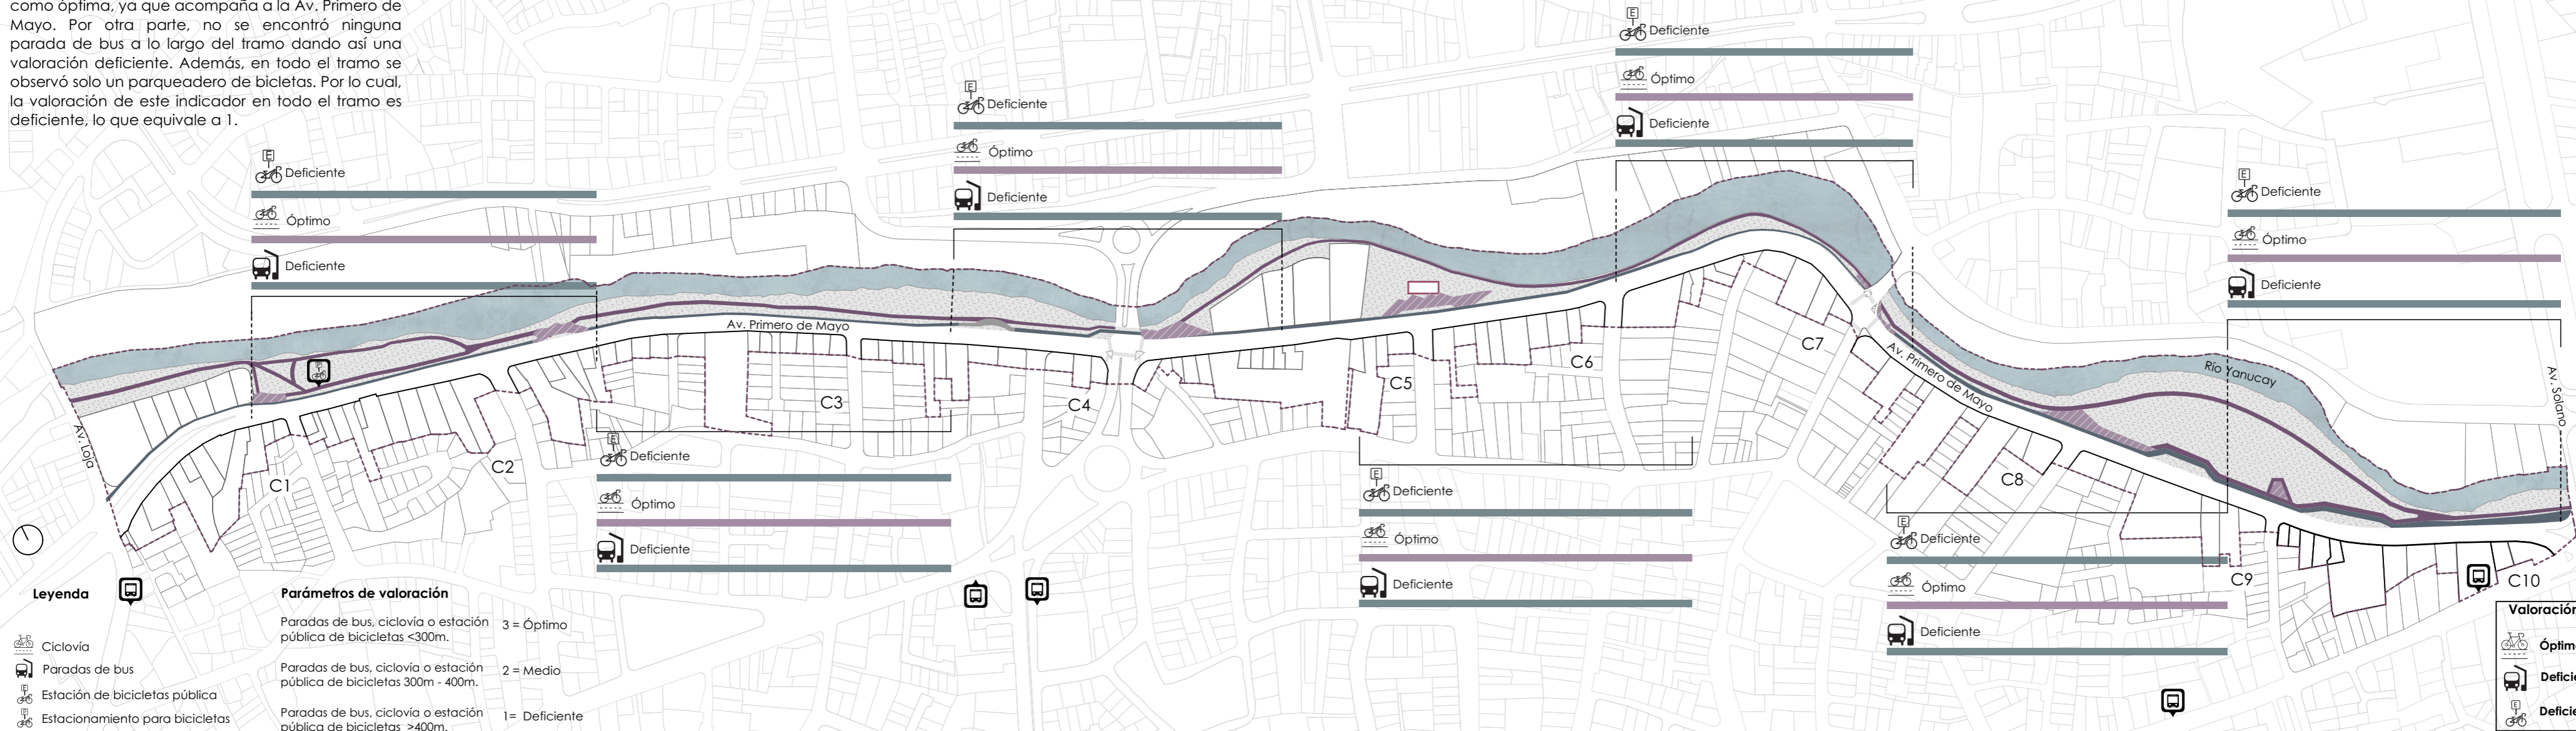 como óptima, ya que acompaña a la Av. Primero de
Mayo. Por otra parte, no se encontró ninguna
parada de bus a lo largo del tramo dando así una
valoración deficiente. Además, en todo el tramo se
observó solo un parqueadero de bicletas. Por lo cual,
la valoración de este indicador en todo el tramo es
deficiente, lo que equivale a 1.
E
Deficiente
Óptimo
Deficiente
E
Deficiente
Óptimo
Deficiente
E
Deficiente
Óptimo
Deficiente
E
Deficiente
Óptimo
Deficiente
Av. Loja
Av. Primero de Mayo
Av. Primero de Mayo
Río Yanucay
Av. Solano
C1
C2
C3
C4
C5
C6
C7
C8
C9
C10
E
Deficiente
Óptimo
Deficiente
E
Deficiente
Óptimo
Deficiente
E
Deficiente
Óptimo
Deficiente
Leyenda
Ciclovía
Paradas de bus
E
Estación de bicicletas pública
Estacionamiento para bicicletas
Parámetros de valoración
Paradas de bus, ciclovía o estación
pública de bicicletas <300m.
3 = Óptimo
Paradas de bus, ciclovía o estación
pública de bicicletas 300m - 400m.
2 = Medio
Paradas de bus, ciclovía o estación
pública de bicicletas >400m.
1= Deficiente
Valoración
Óptim
Deficie
E
Deficie